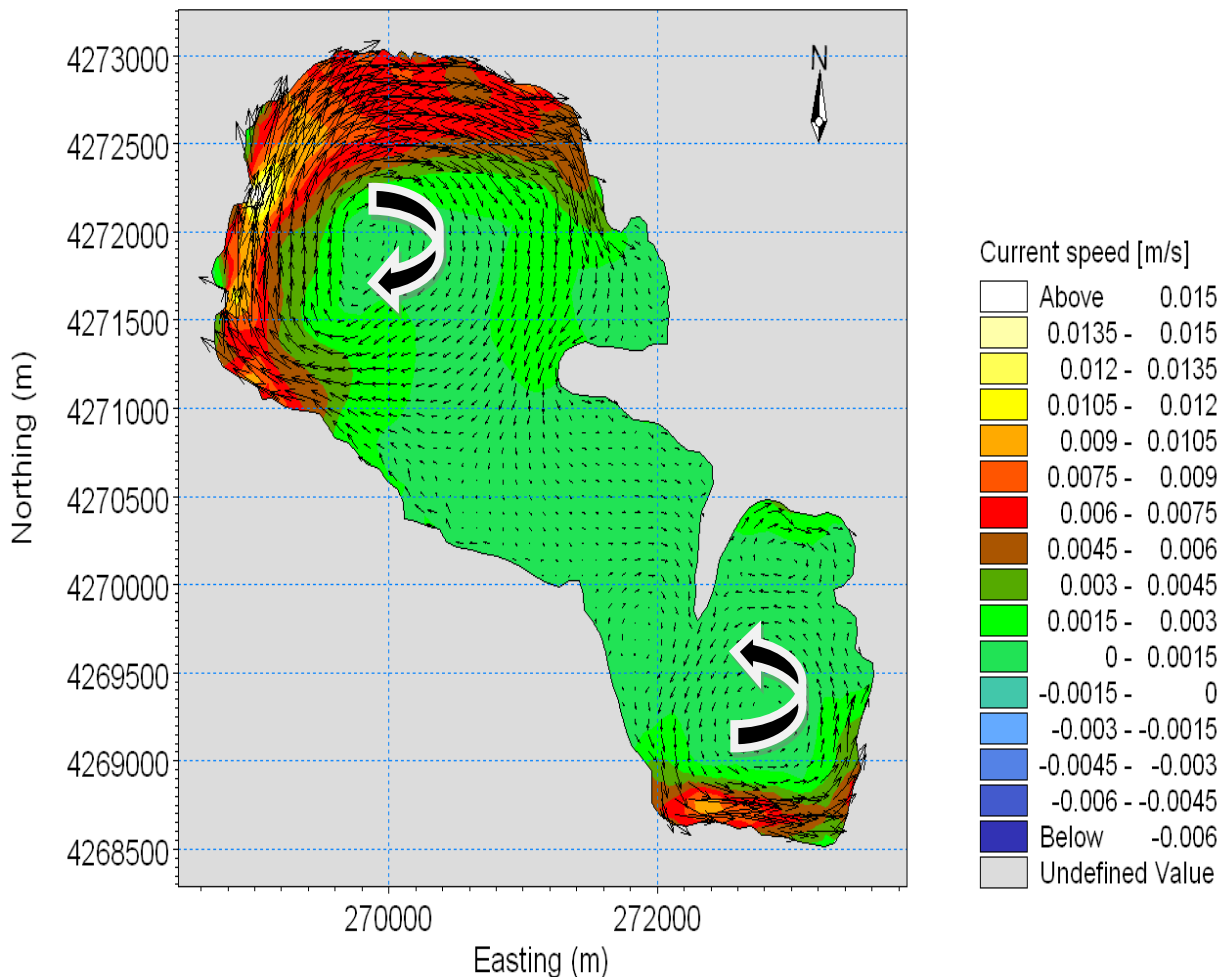 4273000
4272500
4272000
4271500
4271000
4270500
4270000
4269500
4269000
4268500
Northing (m)
270000 272000
Easting (m)
N
Current speed [m/s]
Above 0.015
0.0135 - 0.015
0.012 - 0.0135
0.0105 - 0.012
0.009 - 0.0105
0.0075 - 0.009
0.006 - 0.0075
0.0045 - 0.006
0.003 - 0.0045
0.0015 - 0.003
0 - 0.0015
-0.0015 - 0
-0.003 - -0.0015
-0.0045 - -0.003
-0.006 - -0.0045
Below -0.006
Undefined Value